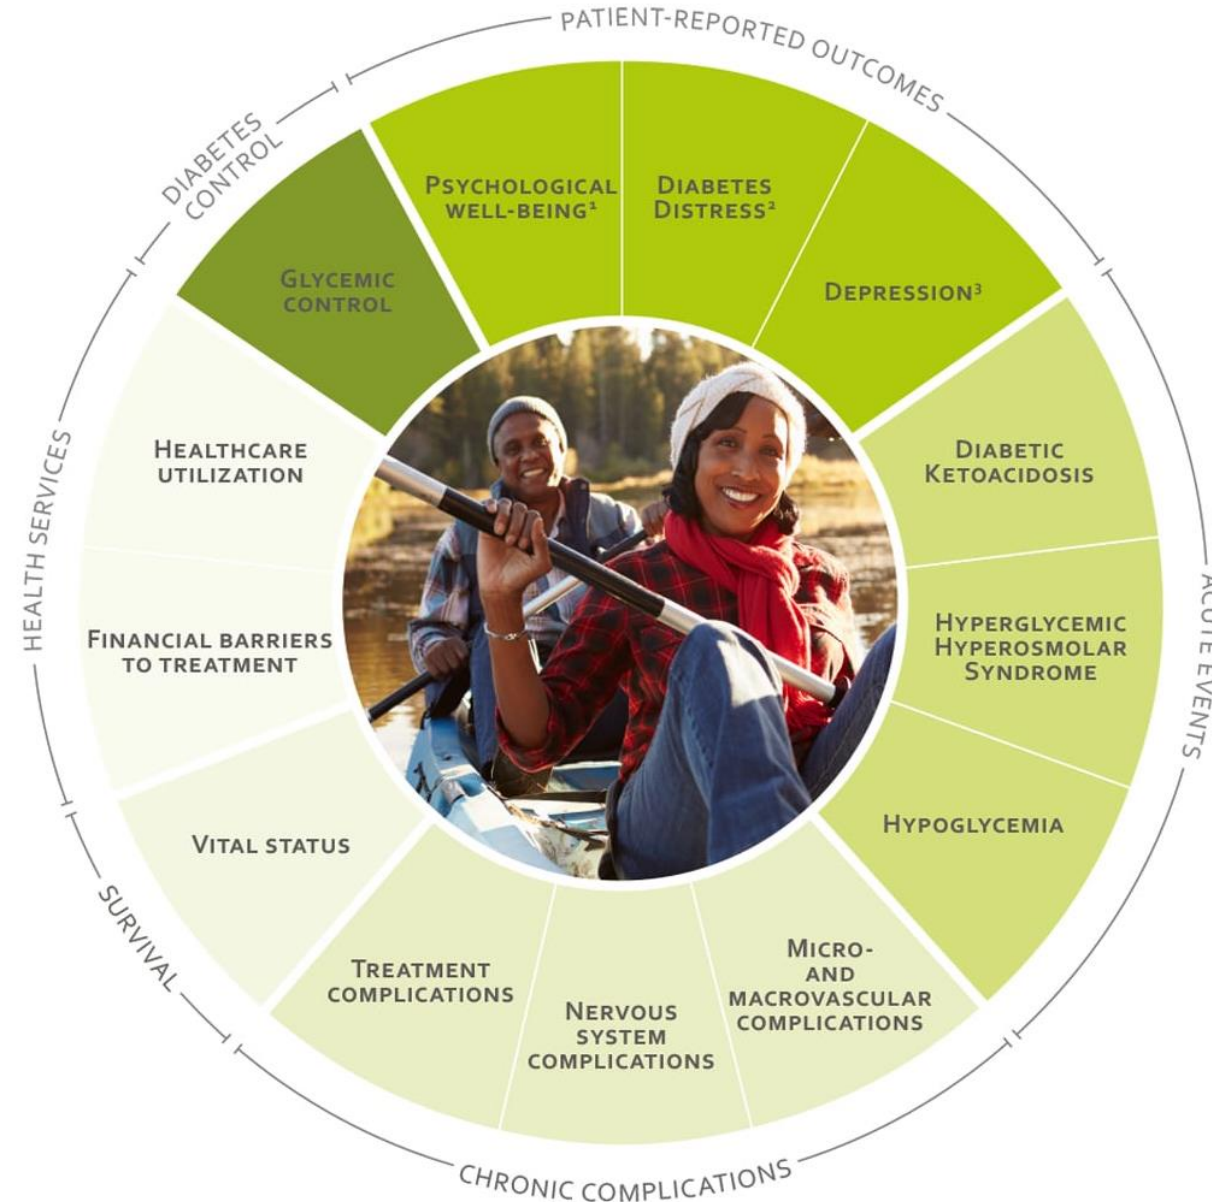 PATIENT-REPORTED OUTCOMES
PSYCHOLOGICAL
WELL-BEING¹
DIABETES
DISTRESS²
DEPRESSION³
ACUTE EVENTS
DIABETIC
KETOACIDOSIS
HYPERGLYCEMIC
HYPEROSMOLAR
SYNDROME
HYPOGLYCEMIA
CHRONIC COMPLICATIONS
MICRO-
AND
MACROVASCULAR
COMPLICATIONS
NERVOUS
SYSTEM
COMPLICATIONS
TREATMENT
COMPLICATIONS
SURVIVAL
VITAL STATUS
HEALTH SERVICES
FINANCIAL BARRIERS
TO TREATMENT
HEALTHCARE
UTILIZATION
DIABETES
CONTROL
GLYCEMIC
CONTROL